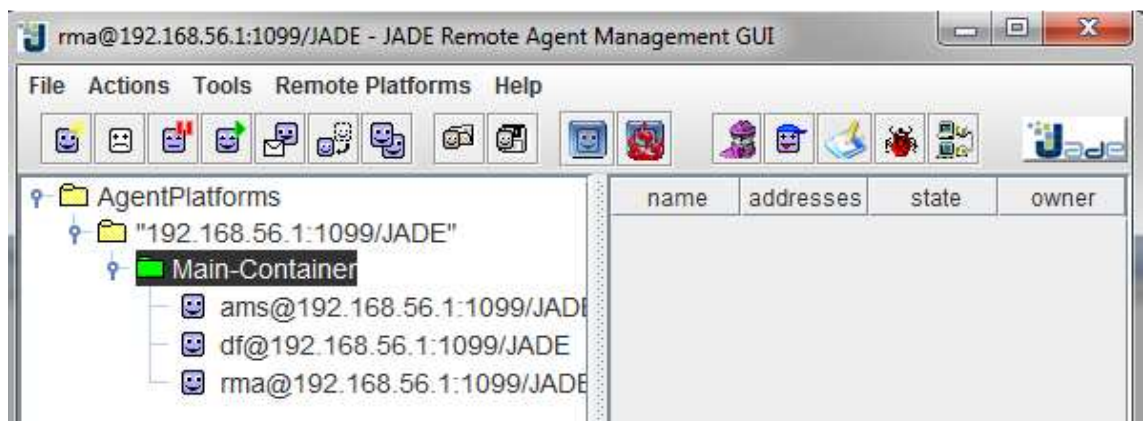 rma@192.168.56.1:1099/JADE - JADE Remote Agent Management GUI
File Actions Tools Remote Platforms Help
Jade
AgentPlatforms
name addresses state owner
"192.168.56.1:1099/JADE"
Main-Container
ams@192.168.56.1:1099/JADE
df@192.168.56.1:1099/JADE
rma@192.168.56.1:1099/JADE